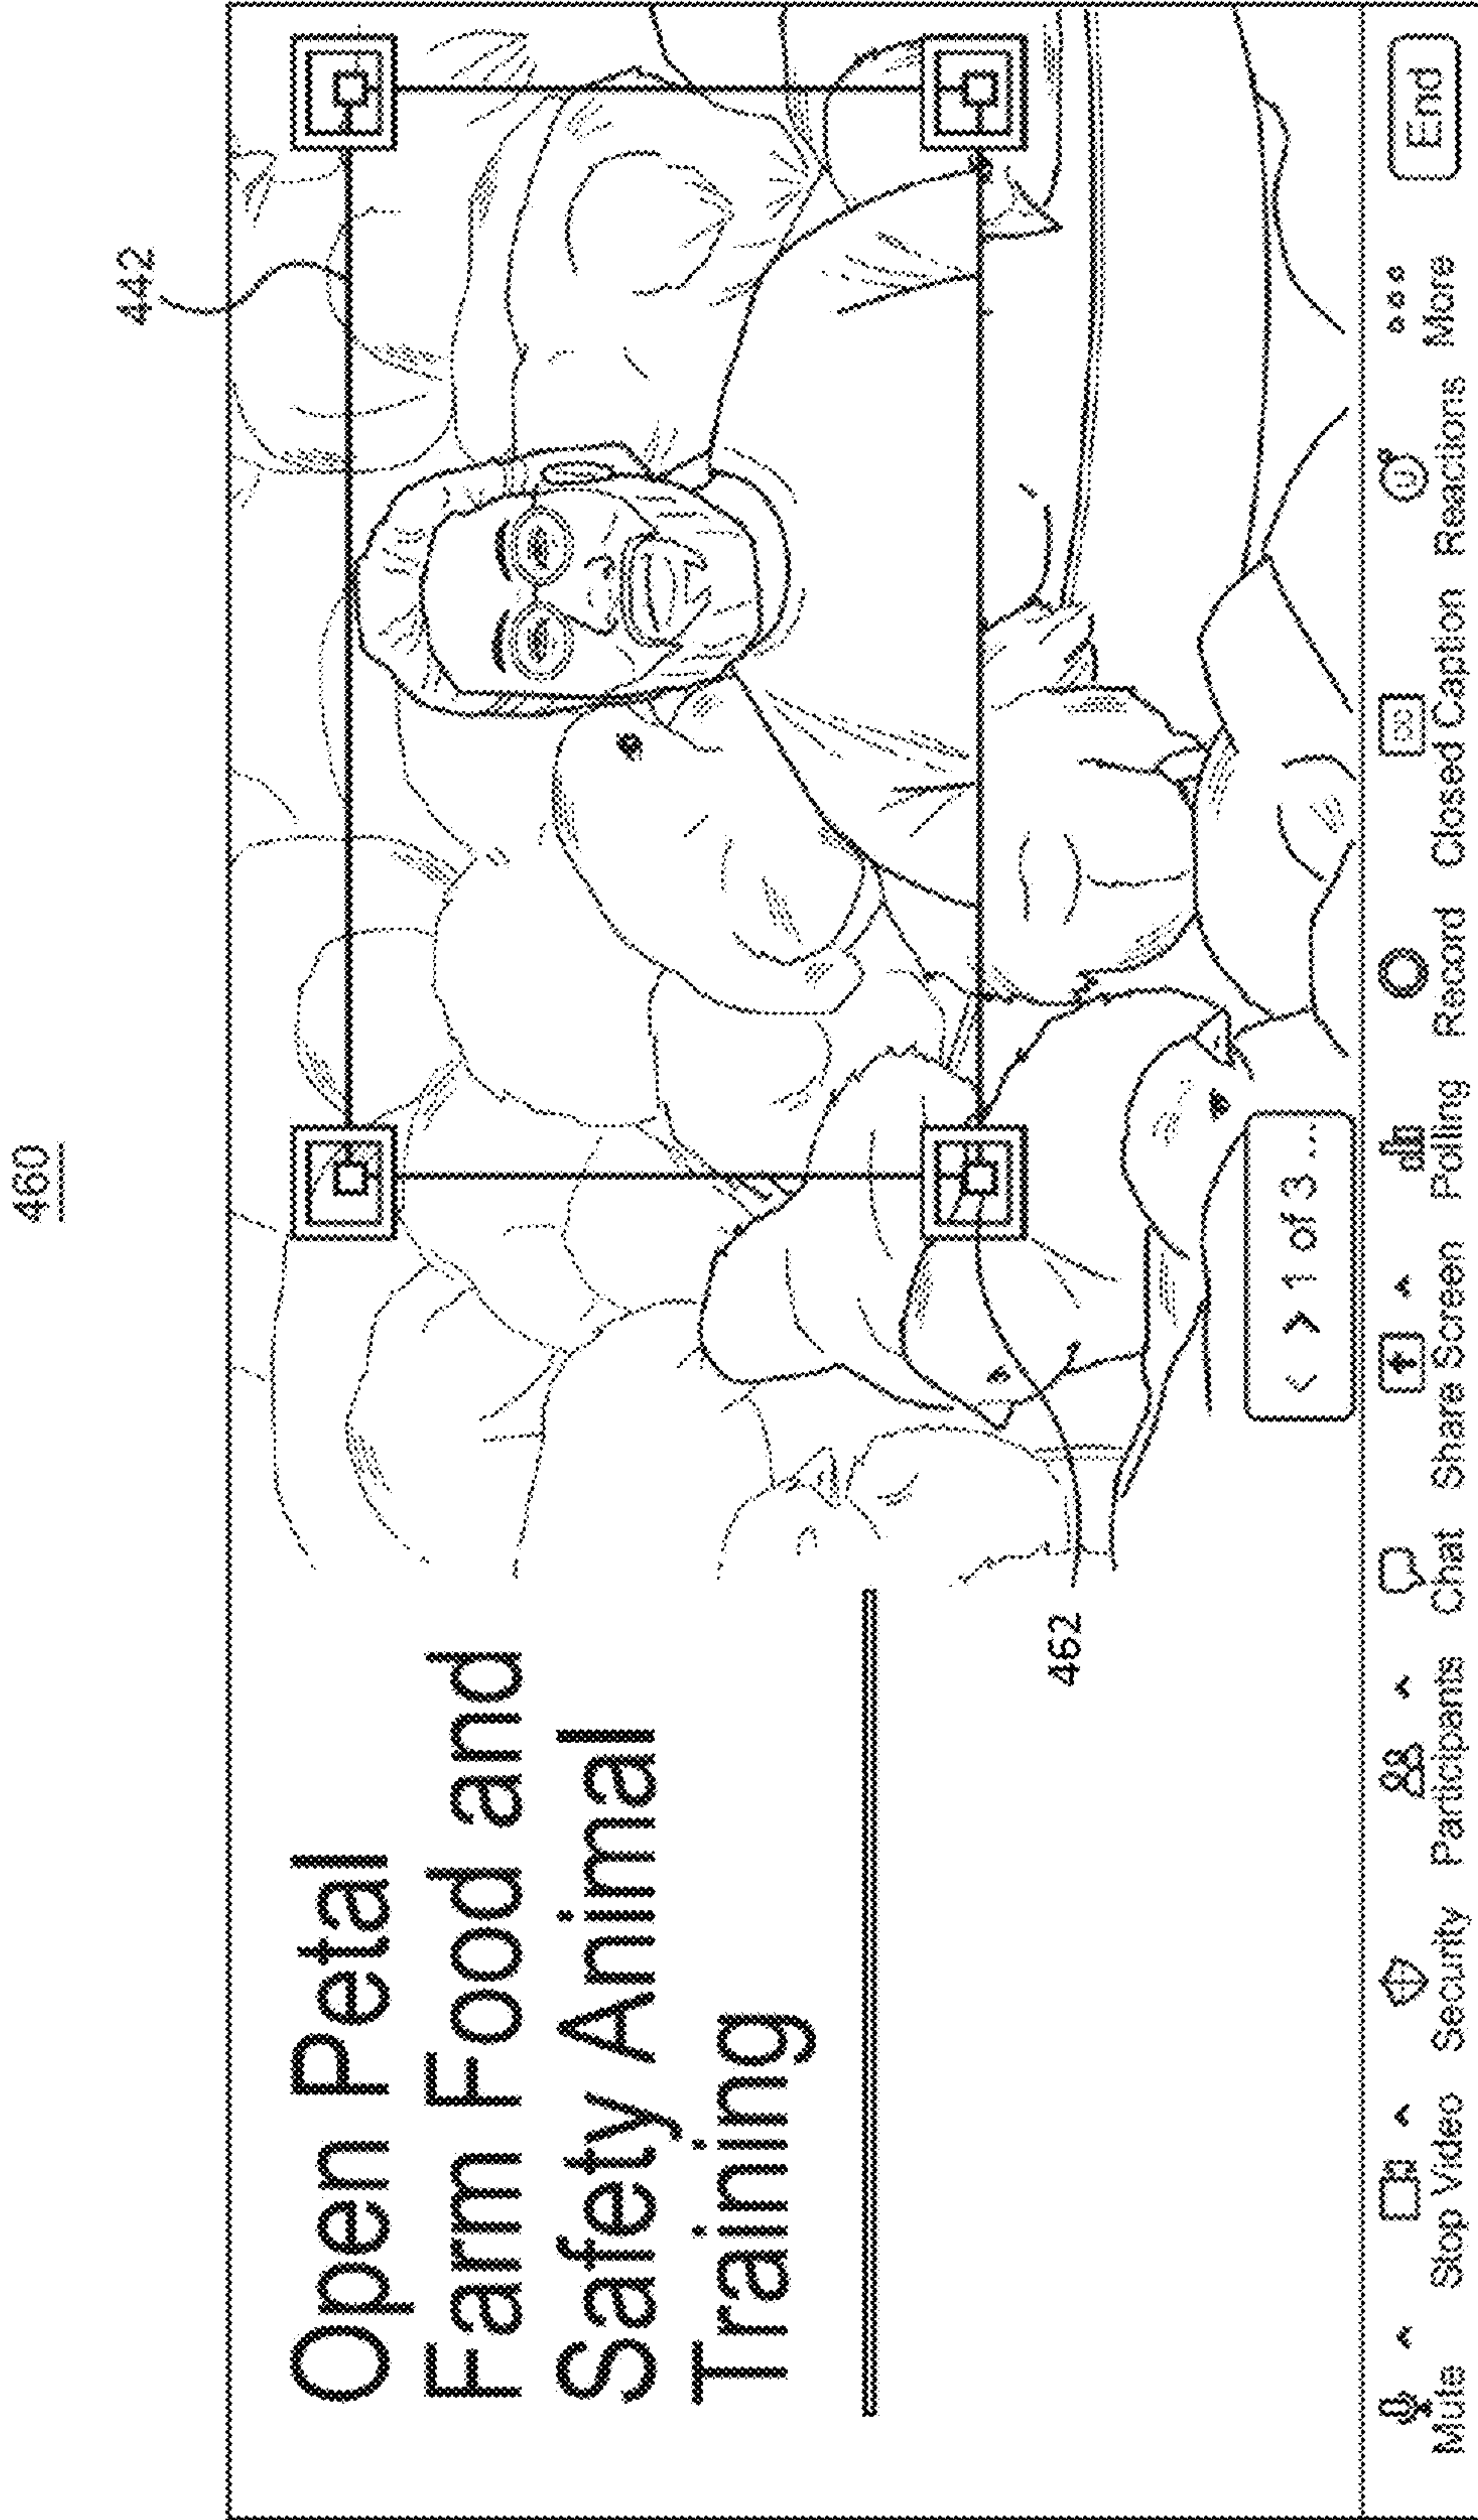 460
442
Open Petal
Farm Food and
Safety Animal
Training
462
< > 1 of 3 ...
Mute
Stop Video
Security
Participants
Chat
Share Screen
Polling
Record
Closed Caption
Reactions
More
End